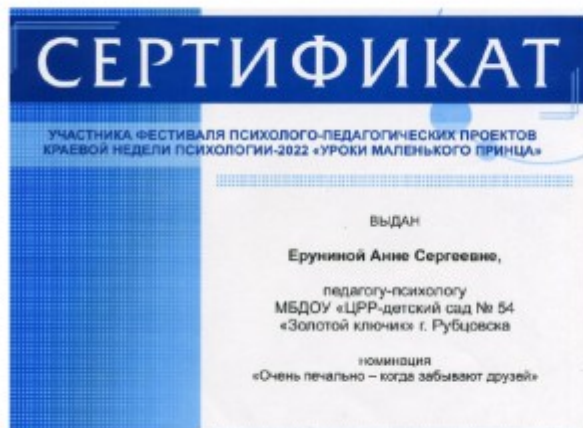 СЕРТИФИКАТ
УЧАСТНИКА ФЕСТИВАЛЯ ПСИХОЛОГО-ПЕДАГОГИЧЕСКИХ ПРОЕКТОВ
КРАЕВОЙ НЕДЕЛИ ПСИХОЛОГИИ-2022 «УРОКИ МАЛЕНЬКОГО ПРИНЦА»
ВЫДАН
Еруниной Анне Сергеевне,
педагогу-психологу
МБДОУ «ЦРР-детский сад № 54
«Золотой ключик» г. Рубцовска
номинация
«Очень печально – когда забывают друзей»